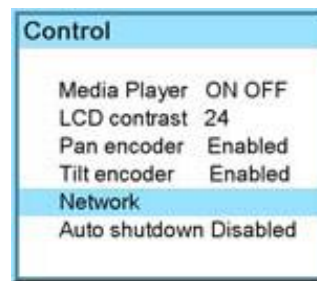 Control
Media Player ON OFF
LCD contrast 24
Pan encoder Enabled
Tilt encoder Enabled
Network
Auto shutdown Disabled